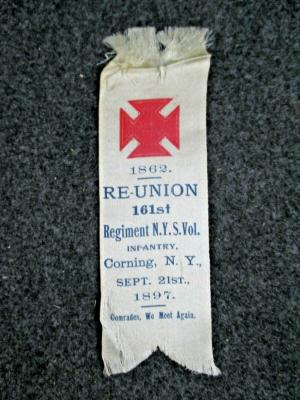 1862.
RE-UNION
161st
Regiment N.Y.S.Vol.
INFANTRY.
Corning, N. Y.,
SEPT. 21ST.,
1897.
Comrades, We Meet Again.